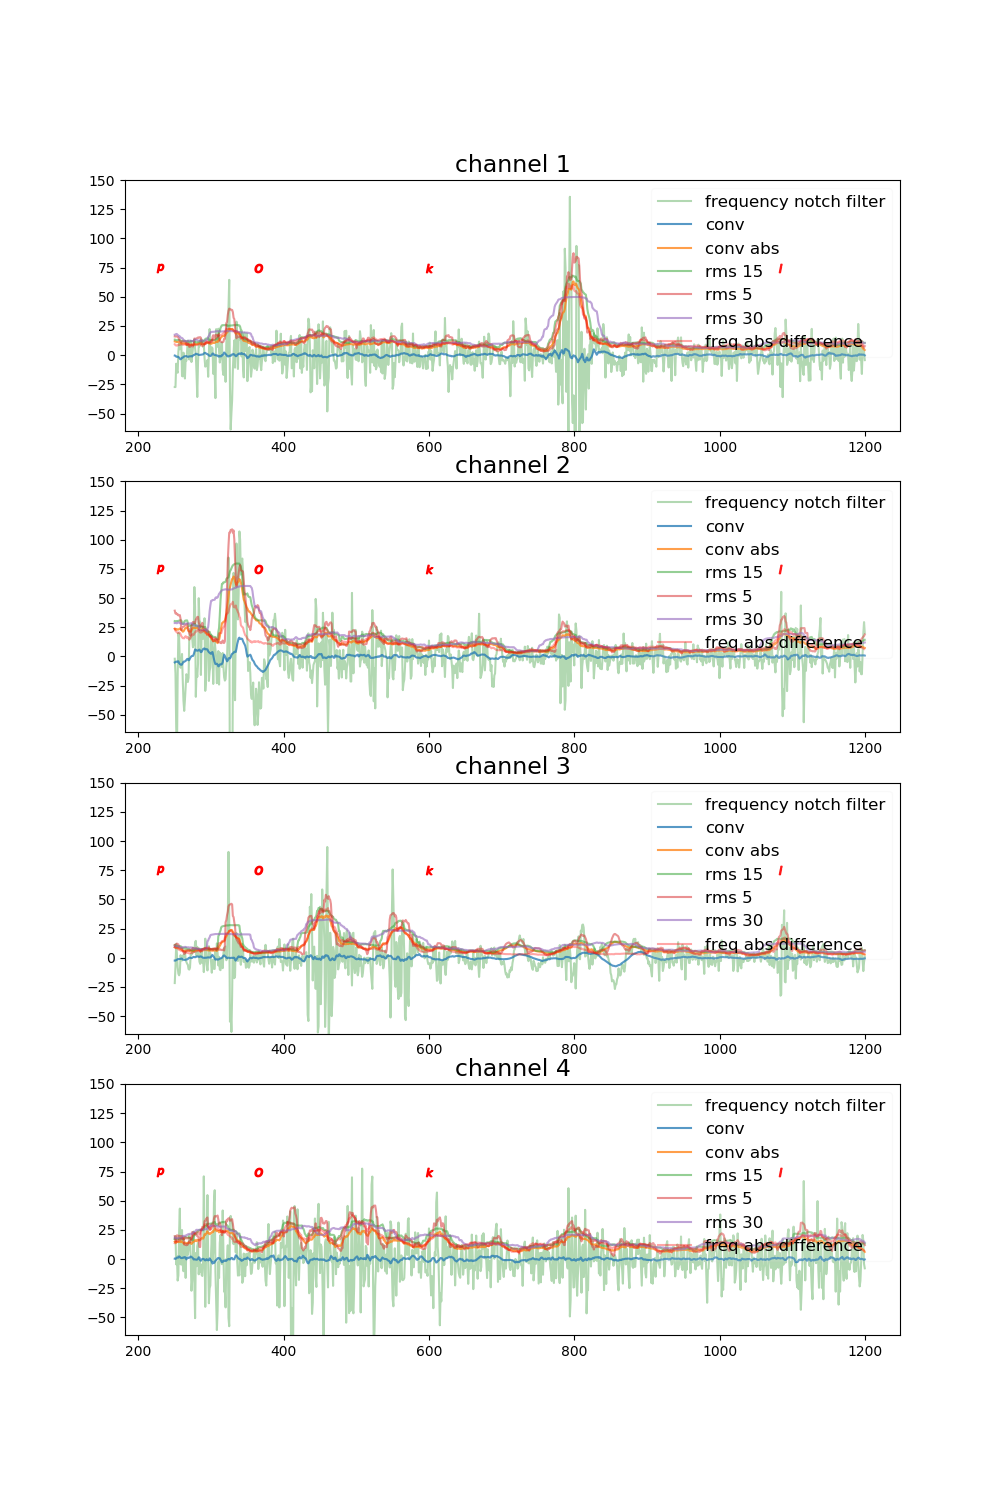 channel 1
150
125
100
75
50
25
0
−25
−50
p O k l
frequency notch filter
conv
conv abs
rms 15
rms 5
rms 30
freq abs difference
200 400 600 800 1000 1200
channel 2
150
125
100
75
50
25
0
−25
−50
p O k l
frequency notch filter
conv
conv abs
rms 15
rms 5
rms 30
freq abs difference
200 400 600 800 1000 1200
channel 3
150
125
100
75
50
25
0
−25
−50
p O k l
frequency notch filter
conv
conv abs
rms 15
rms 5
rms 30
freq abs difference
200 400 600 800 1000 1200
channel 4
150
125
100
75
50
25
0
−25
−50
p O k l
frequency notch filter
conv
conv abs
rms 15
rms 5
rms 30
freq abs difference
200 400 600 800 1000 1200